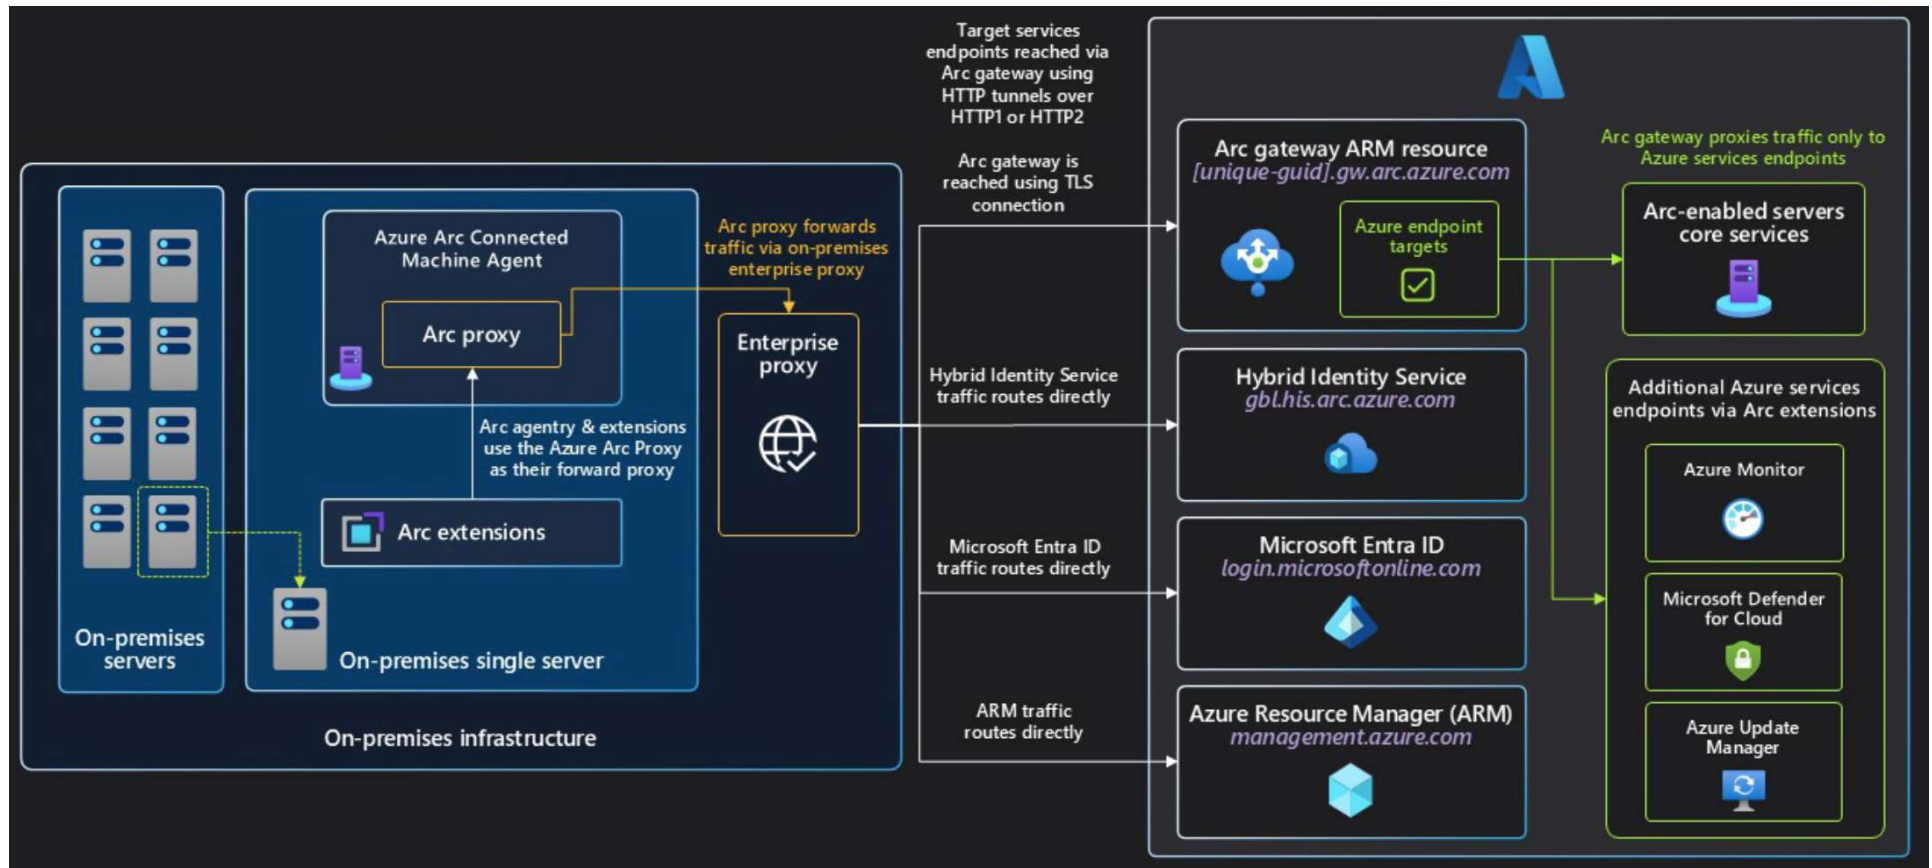 On-premises
servers
Azure Arc Connected
Machine Agent
Arc proxy
Arc agentry & extensions
use the Azure Arc Proxy
as their forward proxy
Arc extensions
On-premises single server
On-premises infrastructure
Arc proxy forwards
traffic via on-premises
enterprise proxy
Enterprise
proxy
Target services
endpoints reached via
Arc gateway using
HTTP tunnels over
HTTP1 or HTTP2
Arc gateway is
reached using TLS
connection
Hybrid Identity Service
traffic routes directly
Microsoft Entra ID
traffic routes directly
ARM traffic
routes directly
Arc gateway ARM resource
[unique-guid].gw.arc.azure.com
Azure endpoint
targets
Hybrid Identity Service
gbl.his.arc.azure.com
Microsoft Entra ID
login.microsoftonline.com
Azure Resource Manager (ARM)
management.azure.com
Arc gateway proxies traffic only to
Azure services endpoints
Arc-enabled servers
core services
Additional Azure services
endpoints via Arc extensions
Azure Monitor
Microsoft Defender
for Cloud
Azure Update
Manager